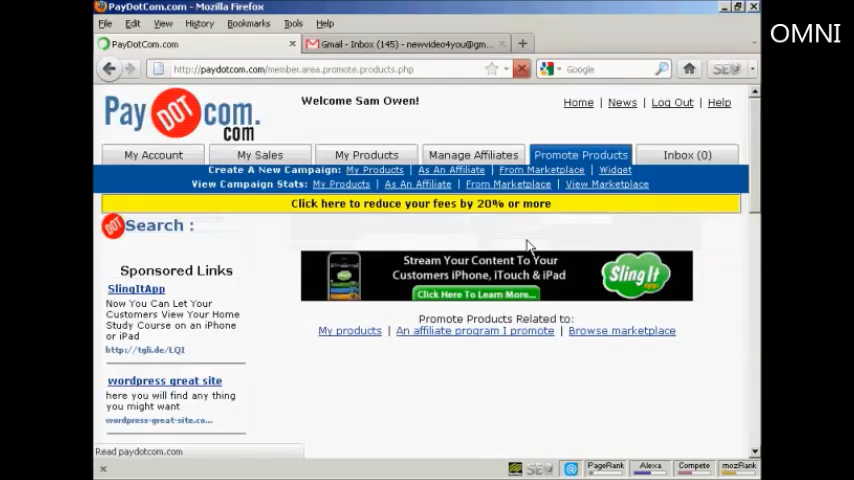 PayDotCom.com - Mozilla Firefox
OMNI
File Edit View History Bookmarks Tools Help
PayDotCom.com
Gmail - Inbox (145) - newvideo4you@gm...
http://paydotcom.com/member.area.promote.products.php
Google
SEO
Pay DOT com.
com
Welcome Sam Owen!
Home | News | Log Out | Help
My Account
My Sales
My Products
Manage Affiliates
Promote Products
Inbox (0)
Create A New Campaign: My Products | As An Affiliate | From Marketplace | Widget
View Campaign Stats: My Products | As An Affiliate | From Marketplace | View Marketplace
Click here to reduce your fees by 20% or more
DOT Search :
Sponsored Links
SlingItApp
Now You Can Let Your
Customers View Your Home
Study Course on an iPhone
or iPad
http://tgli.de/LQI
wordpress great site
here you will find any thing
you might want
wordpress-great-site.co...
Stream Your Content To Your
Customers iPhone, iTouch & iPad
Click Here To Learn More...
SlingIt
Promote Products Related to:
My products | An affiliate program I promote | Browse marketplace
Read paydotcom.com
SEO
PageRank
Alexa
Compete
mozRank